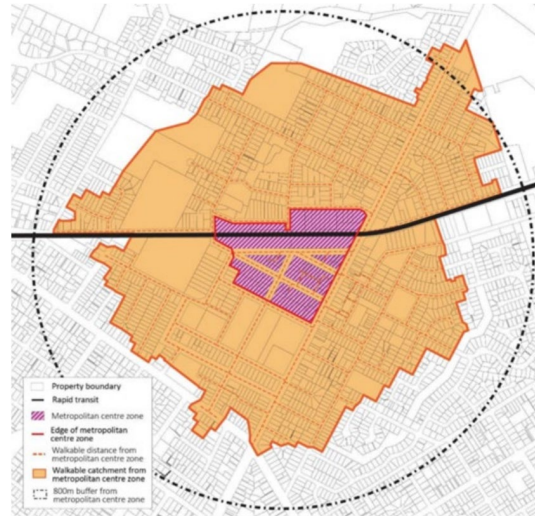 Property boundary
Rapid transit
Metropolitan centre zone
Edge of metropolitan
centre zone
Walkable distance from
metropolitan centre zone
Walkable catchment from
metropolitan centre zone
800m buffer from
metropolitan centre zone